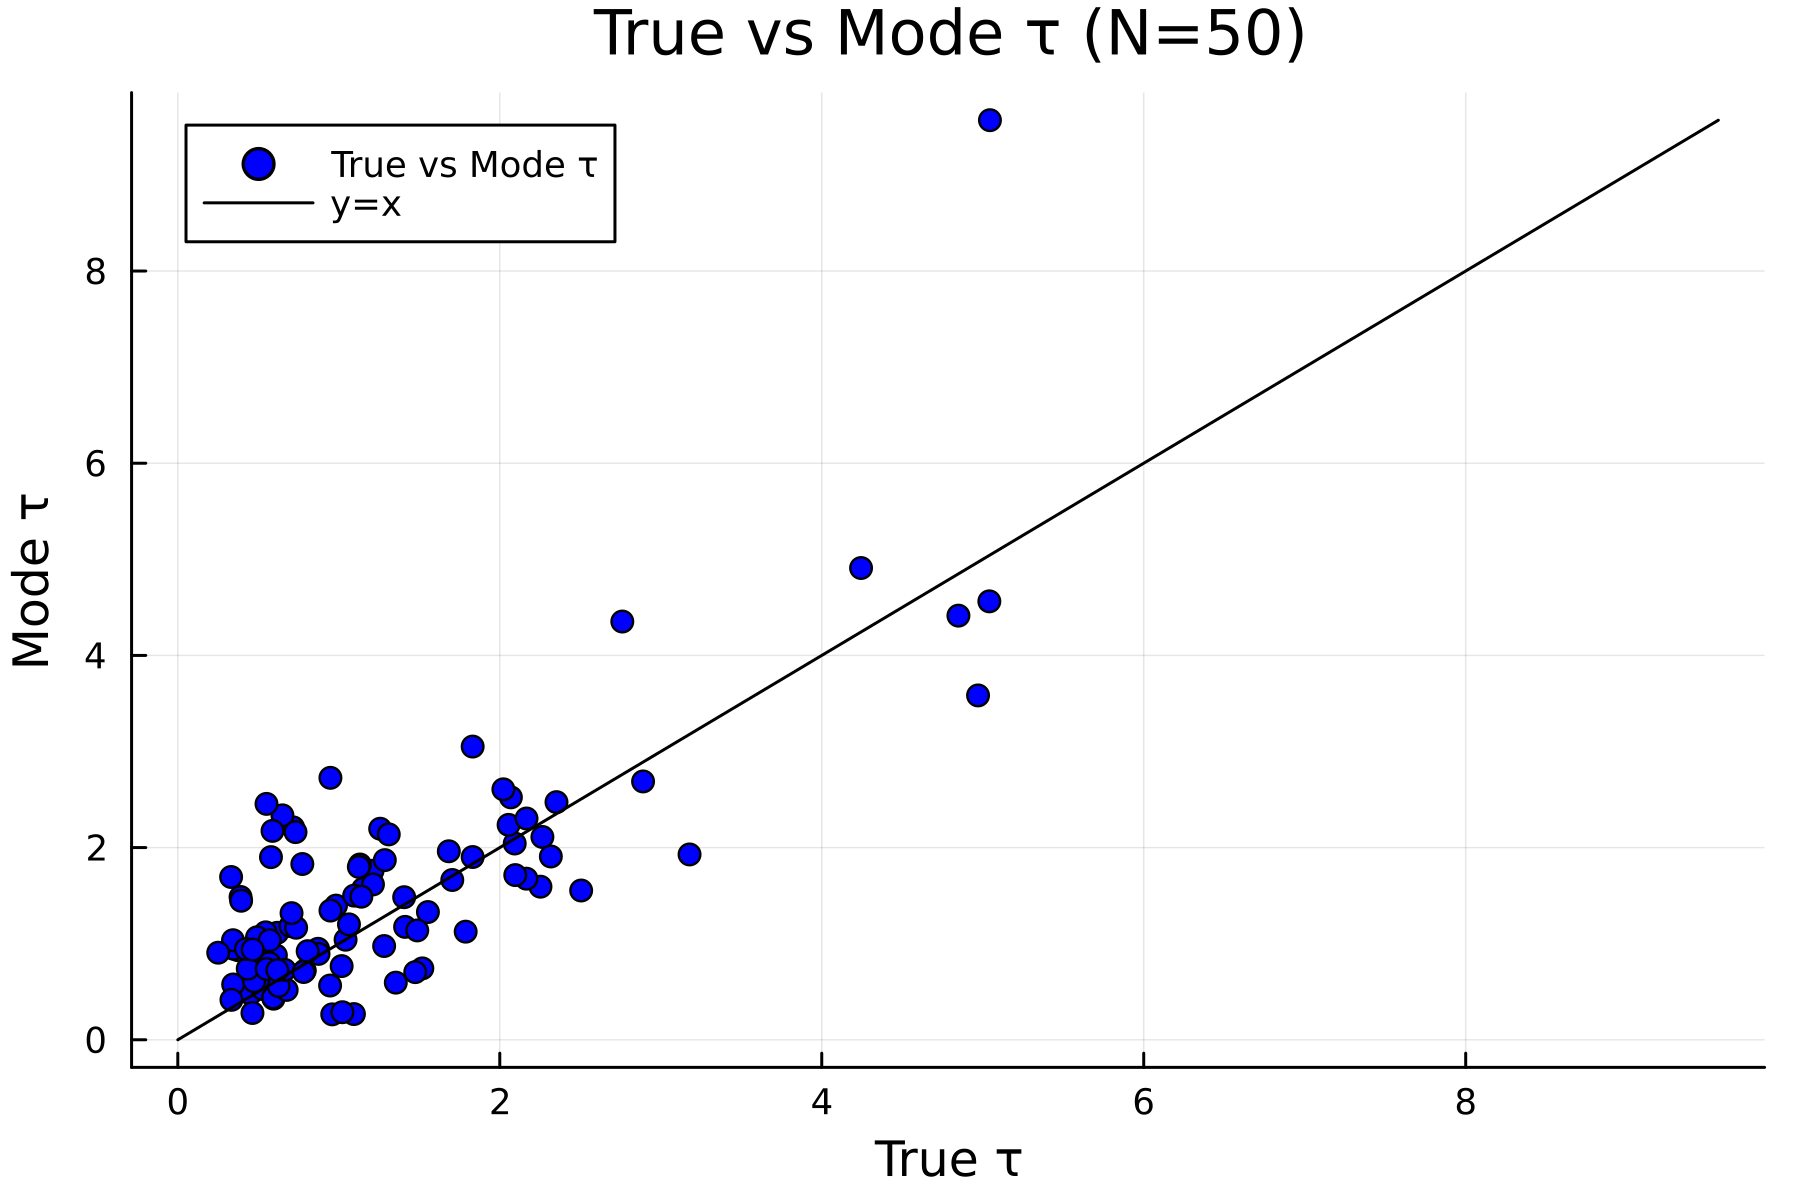 True vs Mode τ (N=50)
True vs Mode τ
y=x
Mode τ
8
6
4
2
0
0 2 4 6 8
True τ